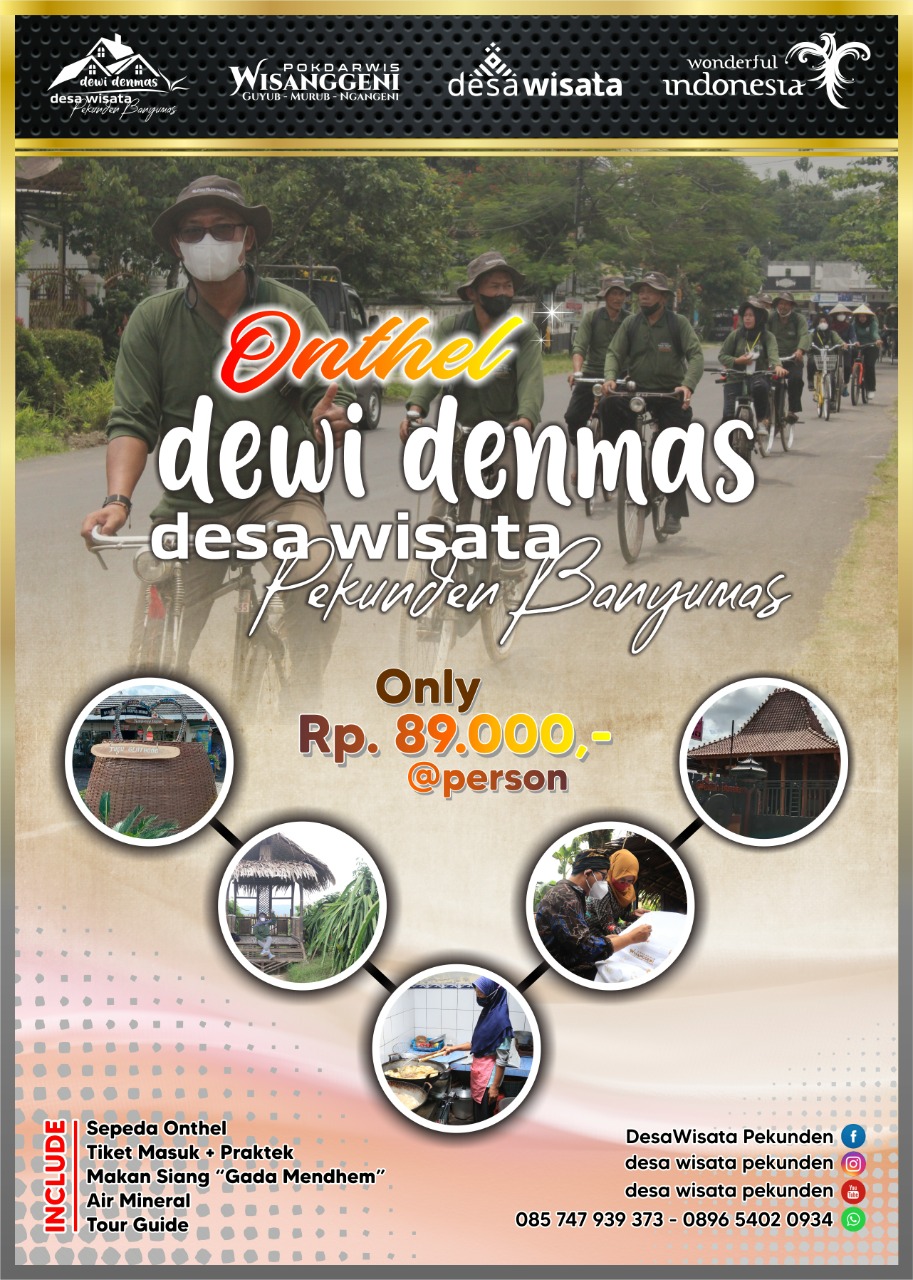 dewi denmas
desa wisata
Pekunden Banyumas
POKDARWIS
WISANGGENI
GUYUB - MURUB - NGANGENI
desa wisata
wonderful
indonesia
Onthel
dewi denmas
desa wisata
Pekunden Banyumas
Only
Rp. 89.000,-
@person
INCLUDE
Sepeda Onthel
Tiket Masuk + Praktek
Makan Siang “Gada Mendhem”
Air Mineral
Tour Guide
DesaWisata Pekunden
desa wisata pekunden
desa wisata pekunden
085 747 939 373 - 0896 5402 0934